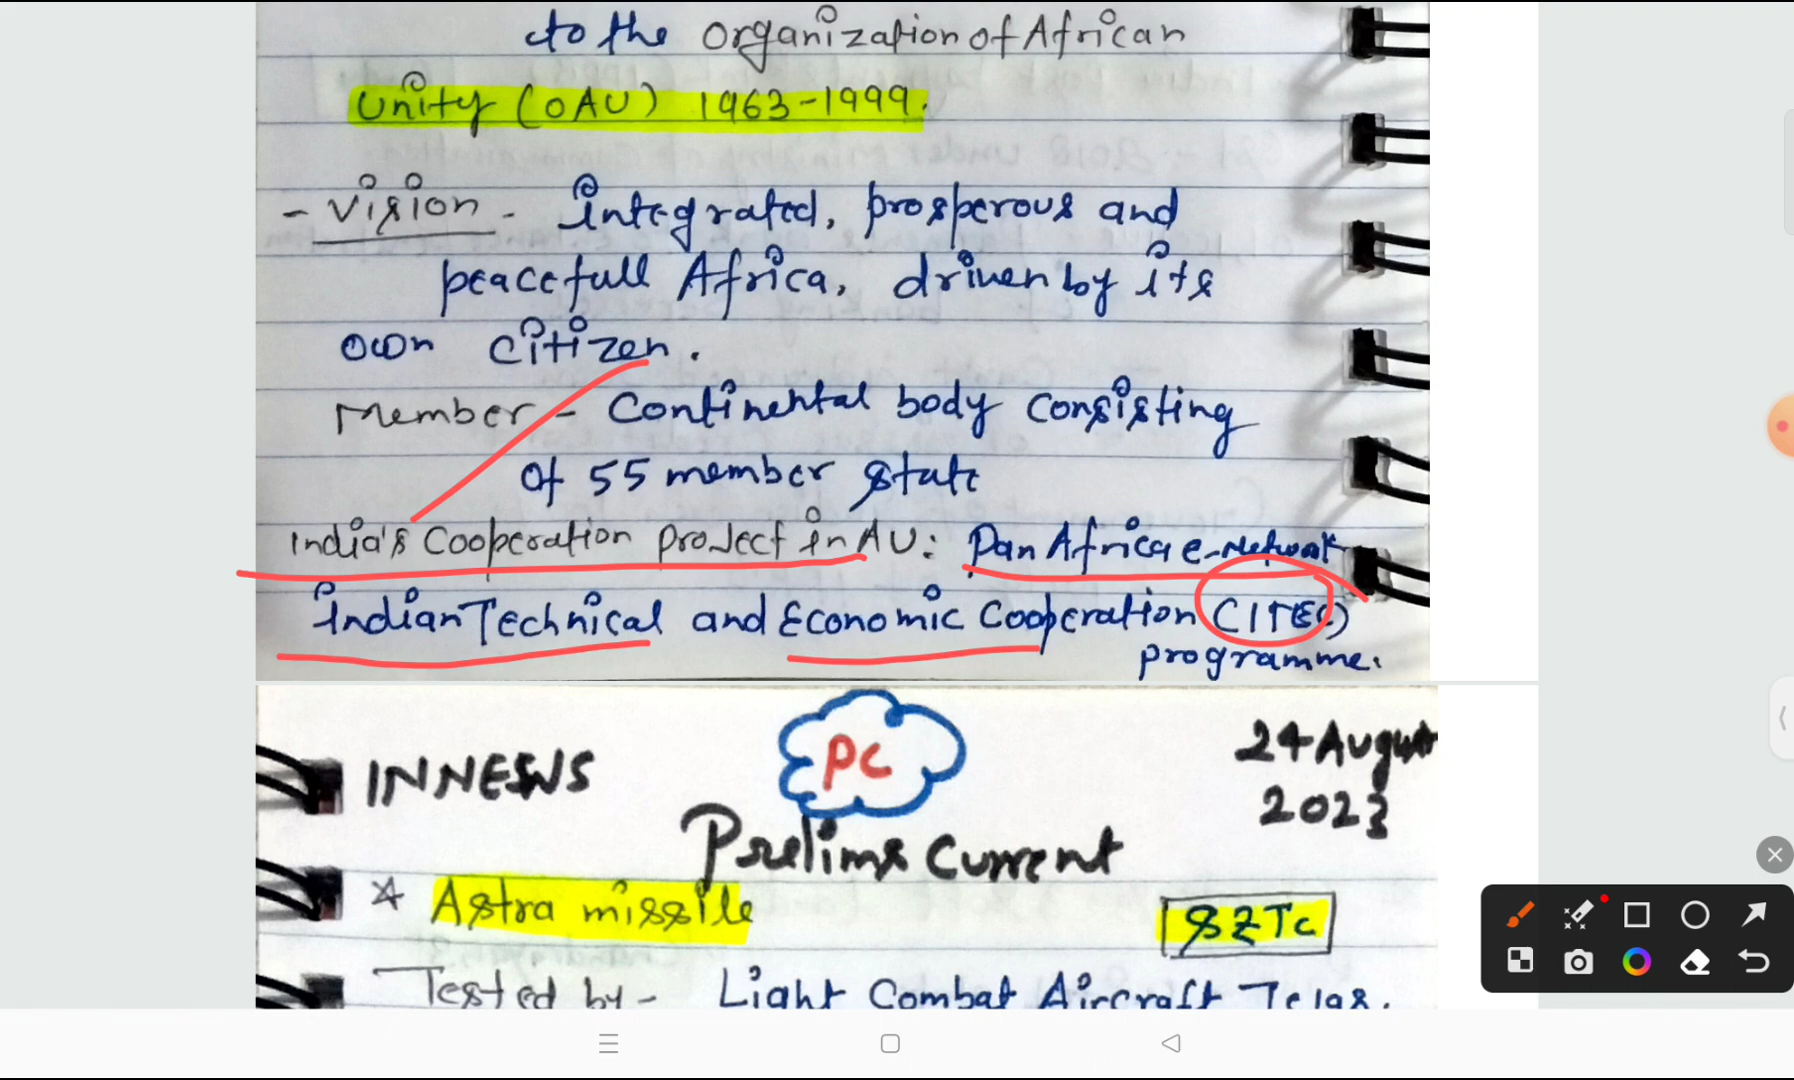 to the Organization of African
Unity (OAU) 1963-1999.
- Vision - Integrated, prosperous and
peacefull Africa, driven by its
own citizen.
Member - Continental body consisting
of 55 member state
India's Cooperation Project in AU: Pan Africa e-Network
Indian Technical and Economic Cooperation (ITEC)
programme.
INNEWS
PC
24 August
2023
Prelims Current
Astra missile
S&Tc
Tested by - Light Combat Aircraft Tejas.